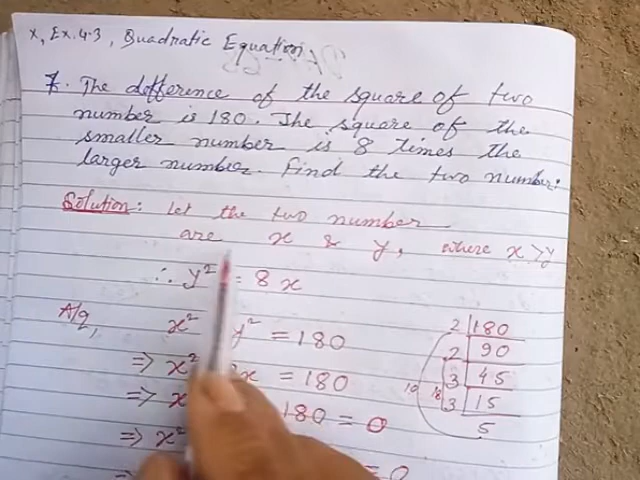 X, Ex. 4.3, Quadratic Equation
7. The difference of the square of two
number is 180. The square of the
smaller number is 8 times the
larger number. Find the two number.
Solution: Let the two number
are x & y, where x > y
∴ y² = 8x
A/q, x² y² = 180
⇒ x² x = 180
⇒ x 180 = 0
⇒ x²
⇒ = 0
2 | 180
2 | 90
3 | 45
3 | 15
5
10 18